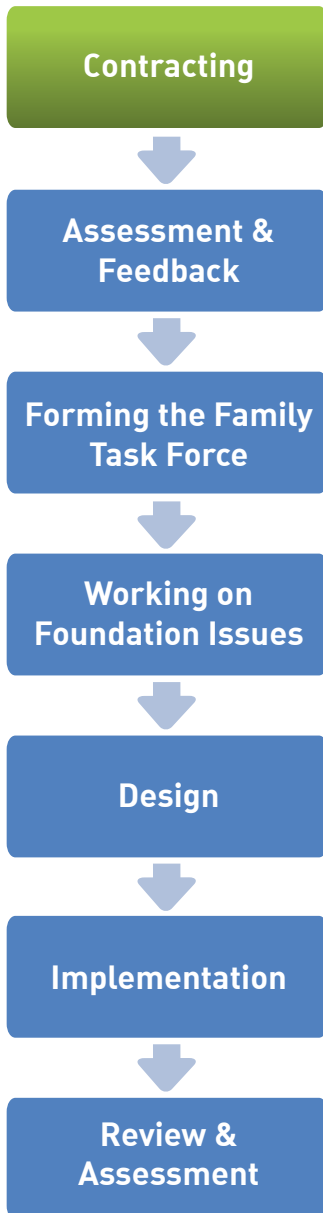 Contracting
Assessment &
Feedback
Forming the Family
Task Force
Working on
Foundation Issues
Design
Implementation
Review &
Assessment